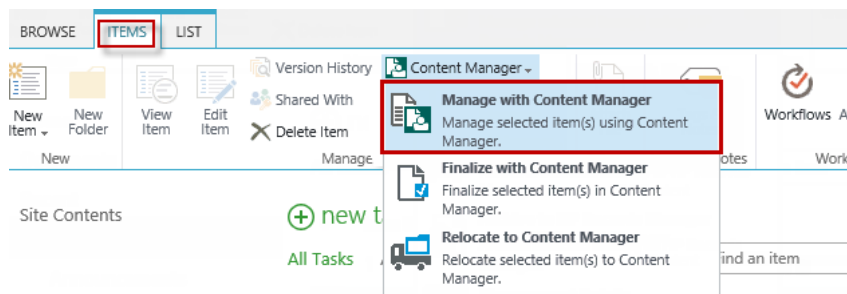 BROWSE ITEMS LIST
Version History Content Manager
Shared With
Delete Item
New Item
New Folder
View Item
Edit Item
Workflows
New Manage
Manage with Content Manager
Manage selected item(s) using Content
Manager.
Finalize with Content Manager
Finalize selected item(s) in Content
Manager.
Relocate to Content Manager
Relocate selected item(s) to Content
Manager.
Site Contents
new
All Tasks
an item